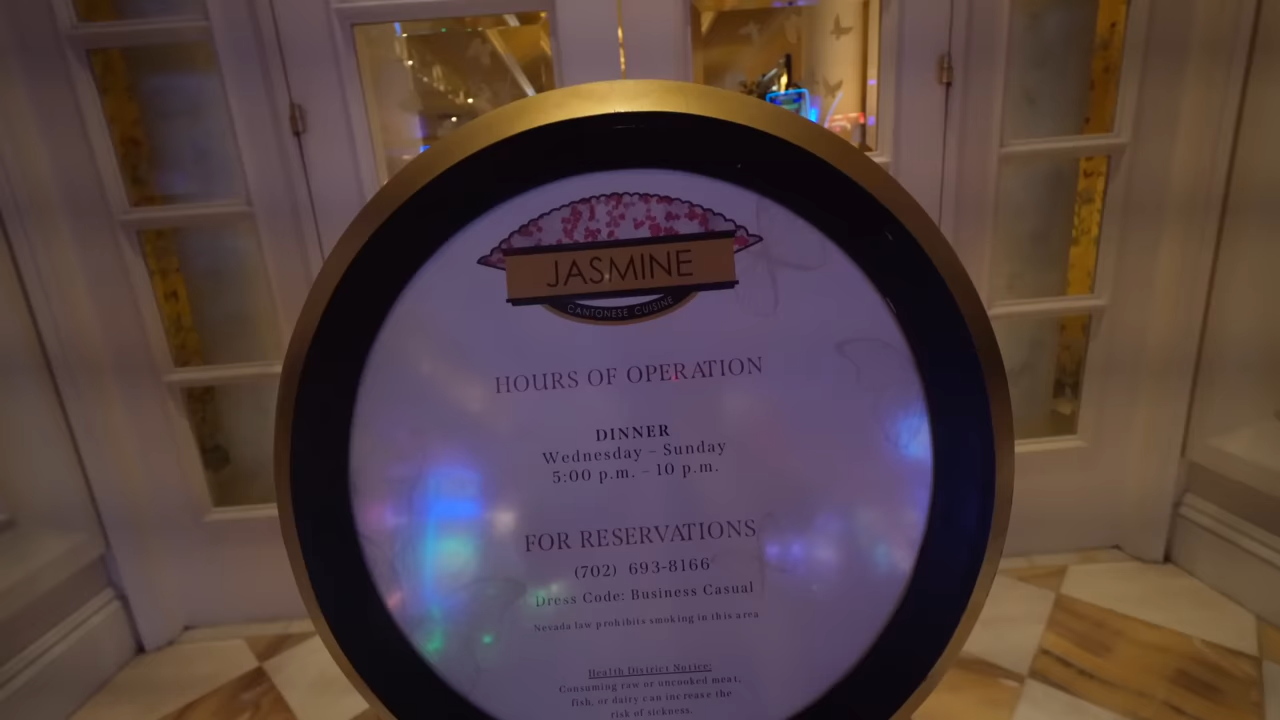 JASMINE
CANTONESE CUISINE
HOURS OF OPERATION
DINNER
Wednesday – Sunday
5:00 p.m. – 10 p.m.
FOR RESERVATIONS
(702) 693-8166
Dress Code: Business Casual
Nevada law prohibits smoking in this area
Health District Notice:
Consuming raw or uncooked meat,
fish, or dairy can increase the
risk of sickness.